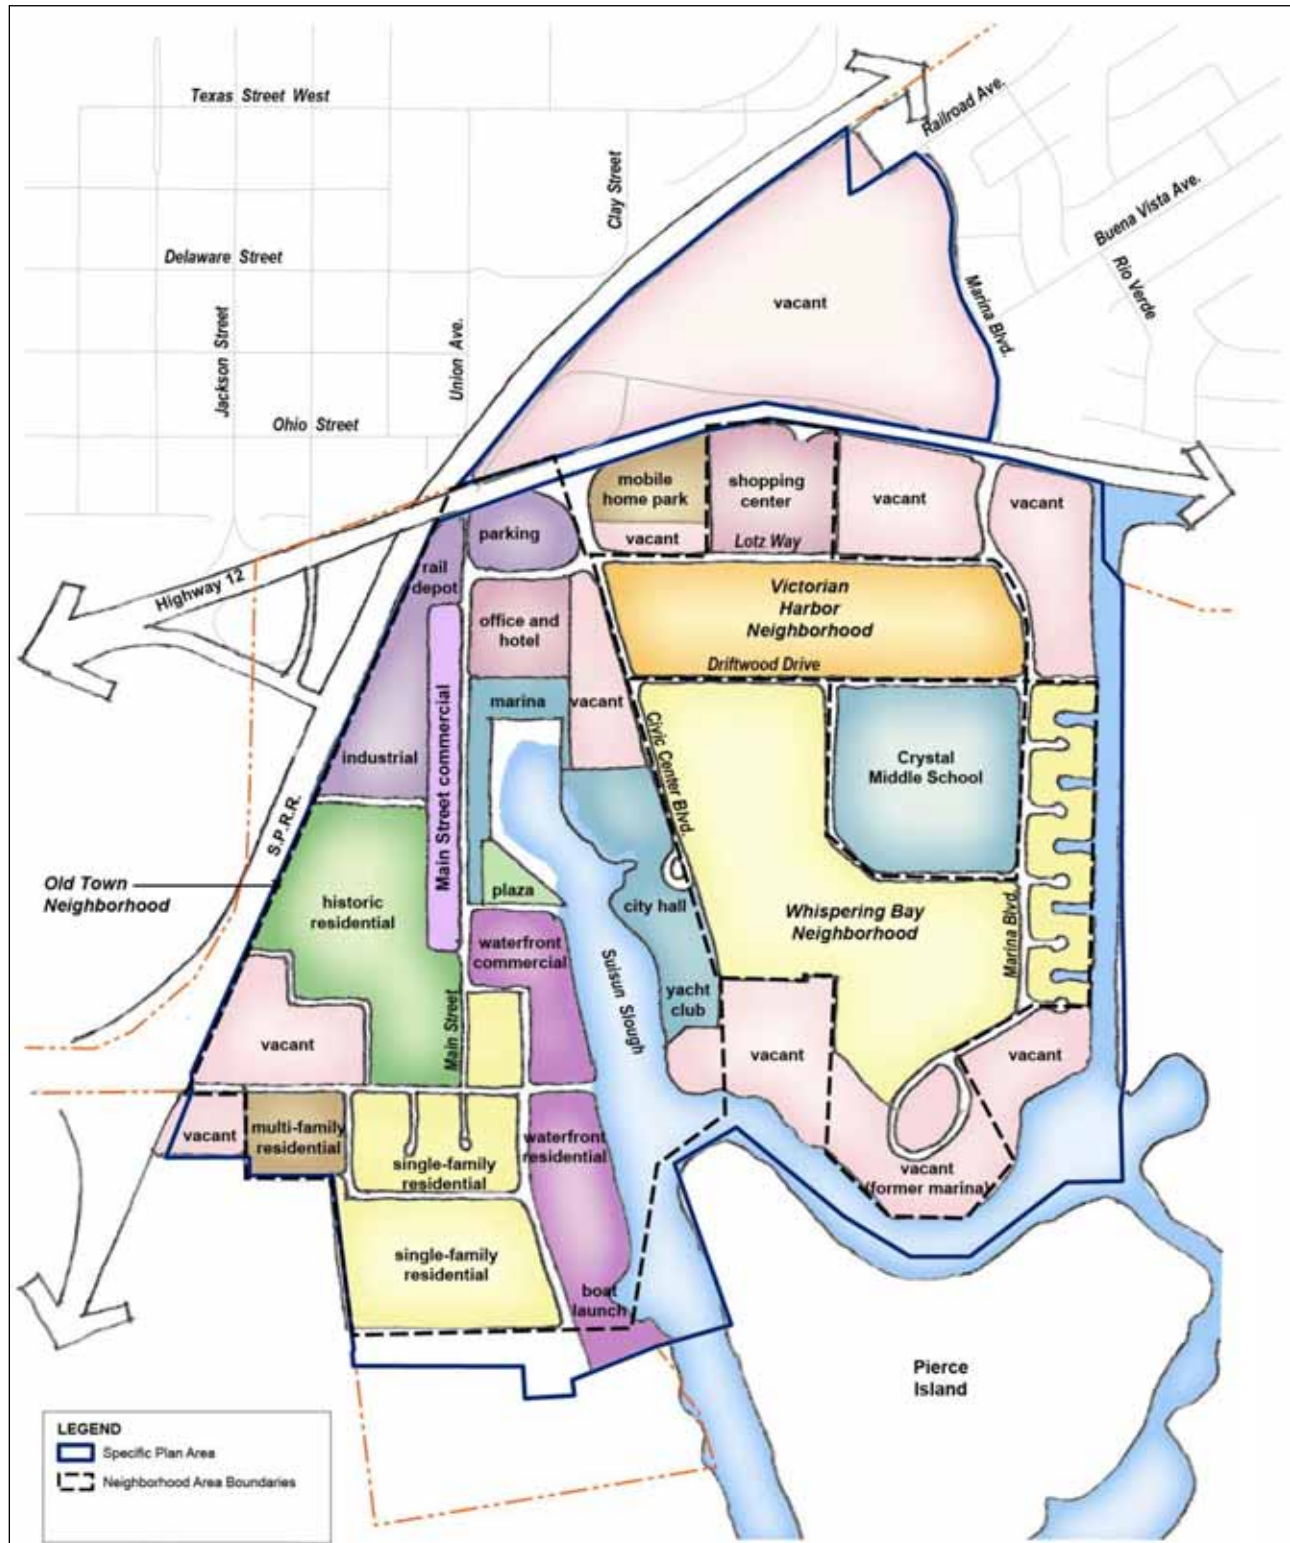 Texas Street West
Railroad Ave.
Clay Street
Buena Vista Ave.
Delaware Street
Rio Verde
vacant
Marina Blvd.
Jackson Street
Union Ave.
Ohio Street
mobile
home park
shopping
center
vacant
vacant
parking
vacant
Lotz Way
rail
depot
Highway 12
Victorian
Harbor
Neighborhood
office and
hotel
Driftwood Drive
marina
vacant
Main Street commercial
Civic Center Blvd.
industrial
Crystal
Middle School
S.P.R.R.
Old Town
Neighborhood
plaza
historic
residential
city hall
Whispering Bay
Neighborhood
Marina Blvd.
waterfront
commercial
Suisun Slough
yacht
club
Main Street
vacant
vacant
vacant
vacant
multi-family
residential
waterfront
residential
single-family
residential
vacant
(former marina)
single-family
residential
boat
launch
Pierce
Island
LEGEND
Specific Plan Area
Neighborhood Area Boundaries